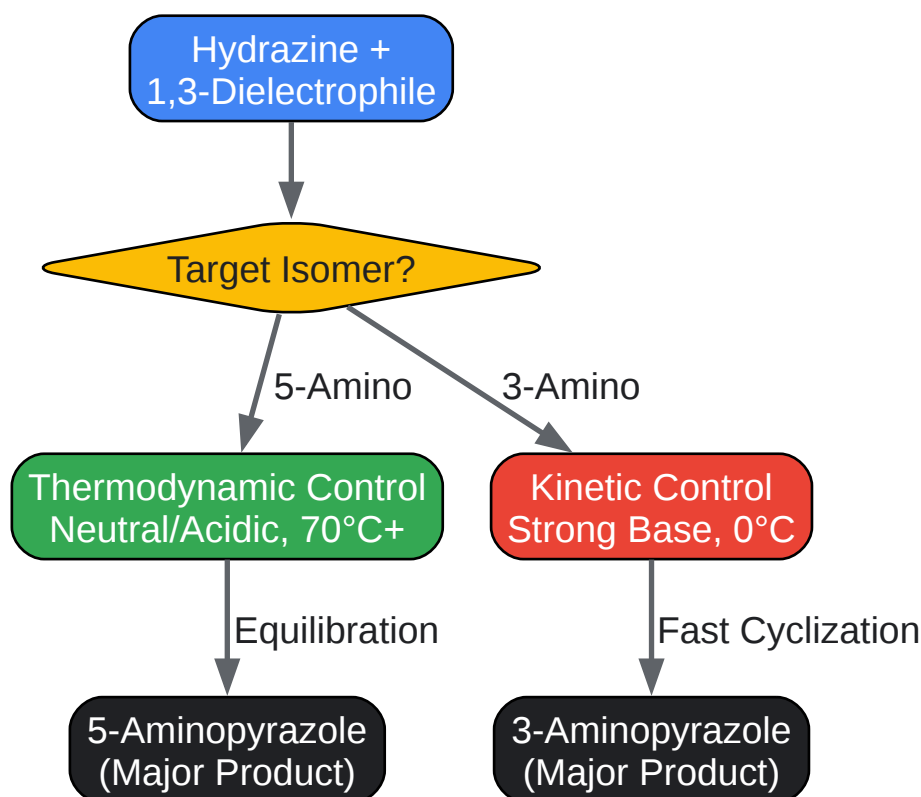 Hydrazine +
1,3-Dielectrophile
Target Isomer?
5-Amino
3-Amino
Thermodynamic Control
Neutral/Acidic, 70°C+
Kinetic Control
Strong Base, 0°C
Equilibration
Fast Cyclization
5-Aminopyrazole
(Major Product)
3-Aminopyrazole
(Major Product)